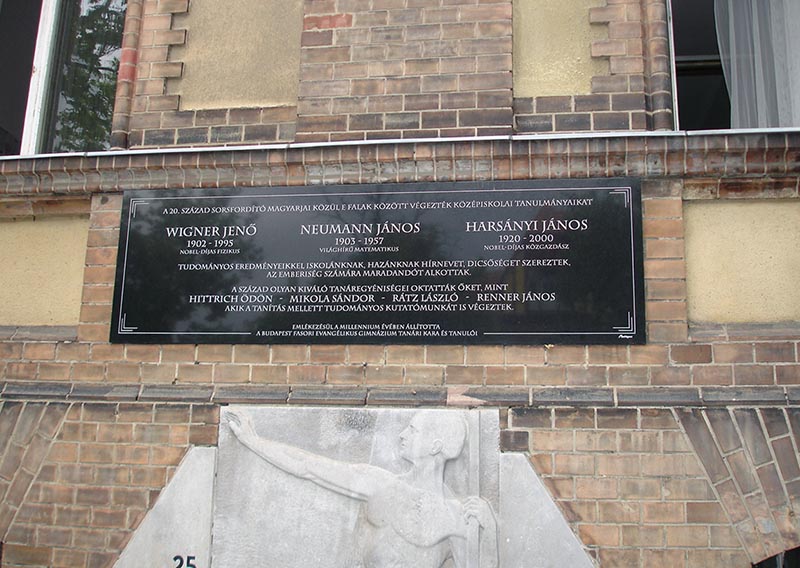 A 20. SZÁZAD SORSFORDÍTÓ MAGYARJAI KÖZÜL E FALAK KÖZÖTT VÉGEZTÉK KÖZÉPISKOLAI TANULMÁNYAIKAT
WIGNER JENŐ
1902 - 1995
NOBEL-DÍJAS FIZIKUS
NEUMANN JÁNOS
1903 - 1957
VILÁGHÍRŰ MATEMATIKUS
HARSÁNYI JÁNOS
1920 - 2000
NOBEL-DÍJAS KÖZGAZDÁSZ
TUDOMÁNYOS EREDMÉNYEIKKEL ISKOLÁNKNAK, HAZÁNKNAK HÍRNEVET, DICSŐSÉGET SZEREZTEK,
AZ EMBERISÉG SZÁMÁRA MARADANDÓT ALKOTTAK.
A SZÁZAD OLYAN KIVÁLÓ TANÁREGYÉNISÉGEI OKTATTÁK ŐKET, MINT
HITTRICH ÖDÖN - MIKOLA SÁNDOR - RÁTZ LÁSZLÓ - RENNER JÁNOS
AKIK A TANÍTÁS MELLETT TUDOMÁNYOS KUTATÓMUNKÁT IS VÉGEZTEK.
EMLÉKEZÉSÜL A MILLENNIUM ÉVÉBEN ÁLLÍTOTTA
A BUDAPEST FASORI EVANGÉLIKUS GIMNÁZIUM TANÁRI KARA ÉS TANULÓI
25